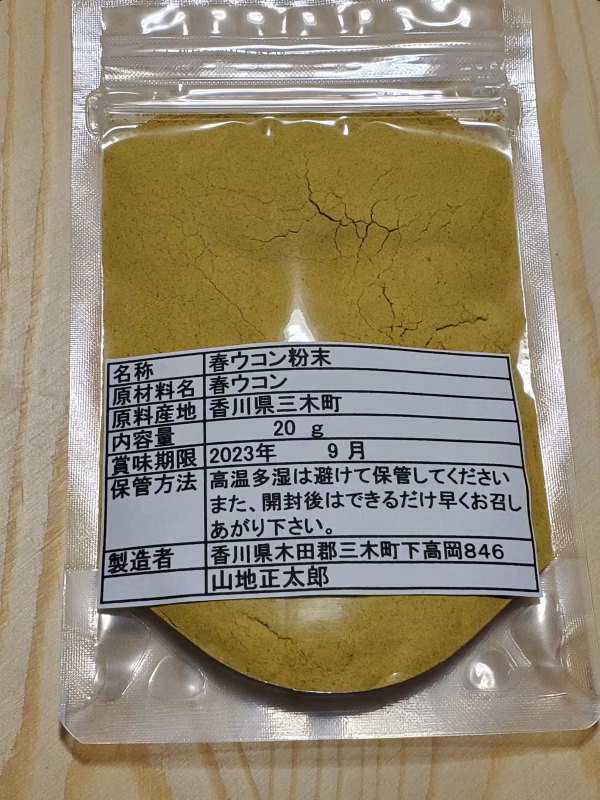 名称 春ウコン粉末
原材料名 春ウコン
原料産地 香川県三木町
内容量 20 g
賞味期限 2023年 9月
保管方法 高温多湿は避けて保管してください
また、開封後はできるだけ早くお召し
あがり下さい。
製造者 香川県木田郡三木町下高岡846
山地正太郎